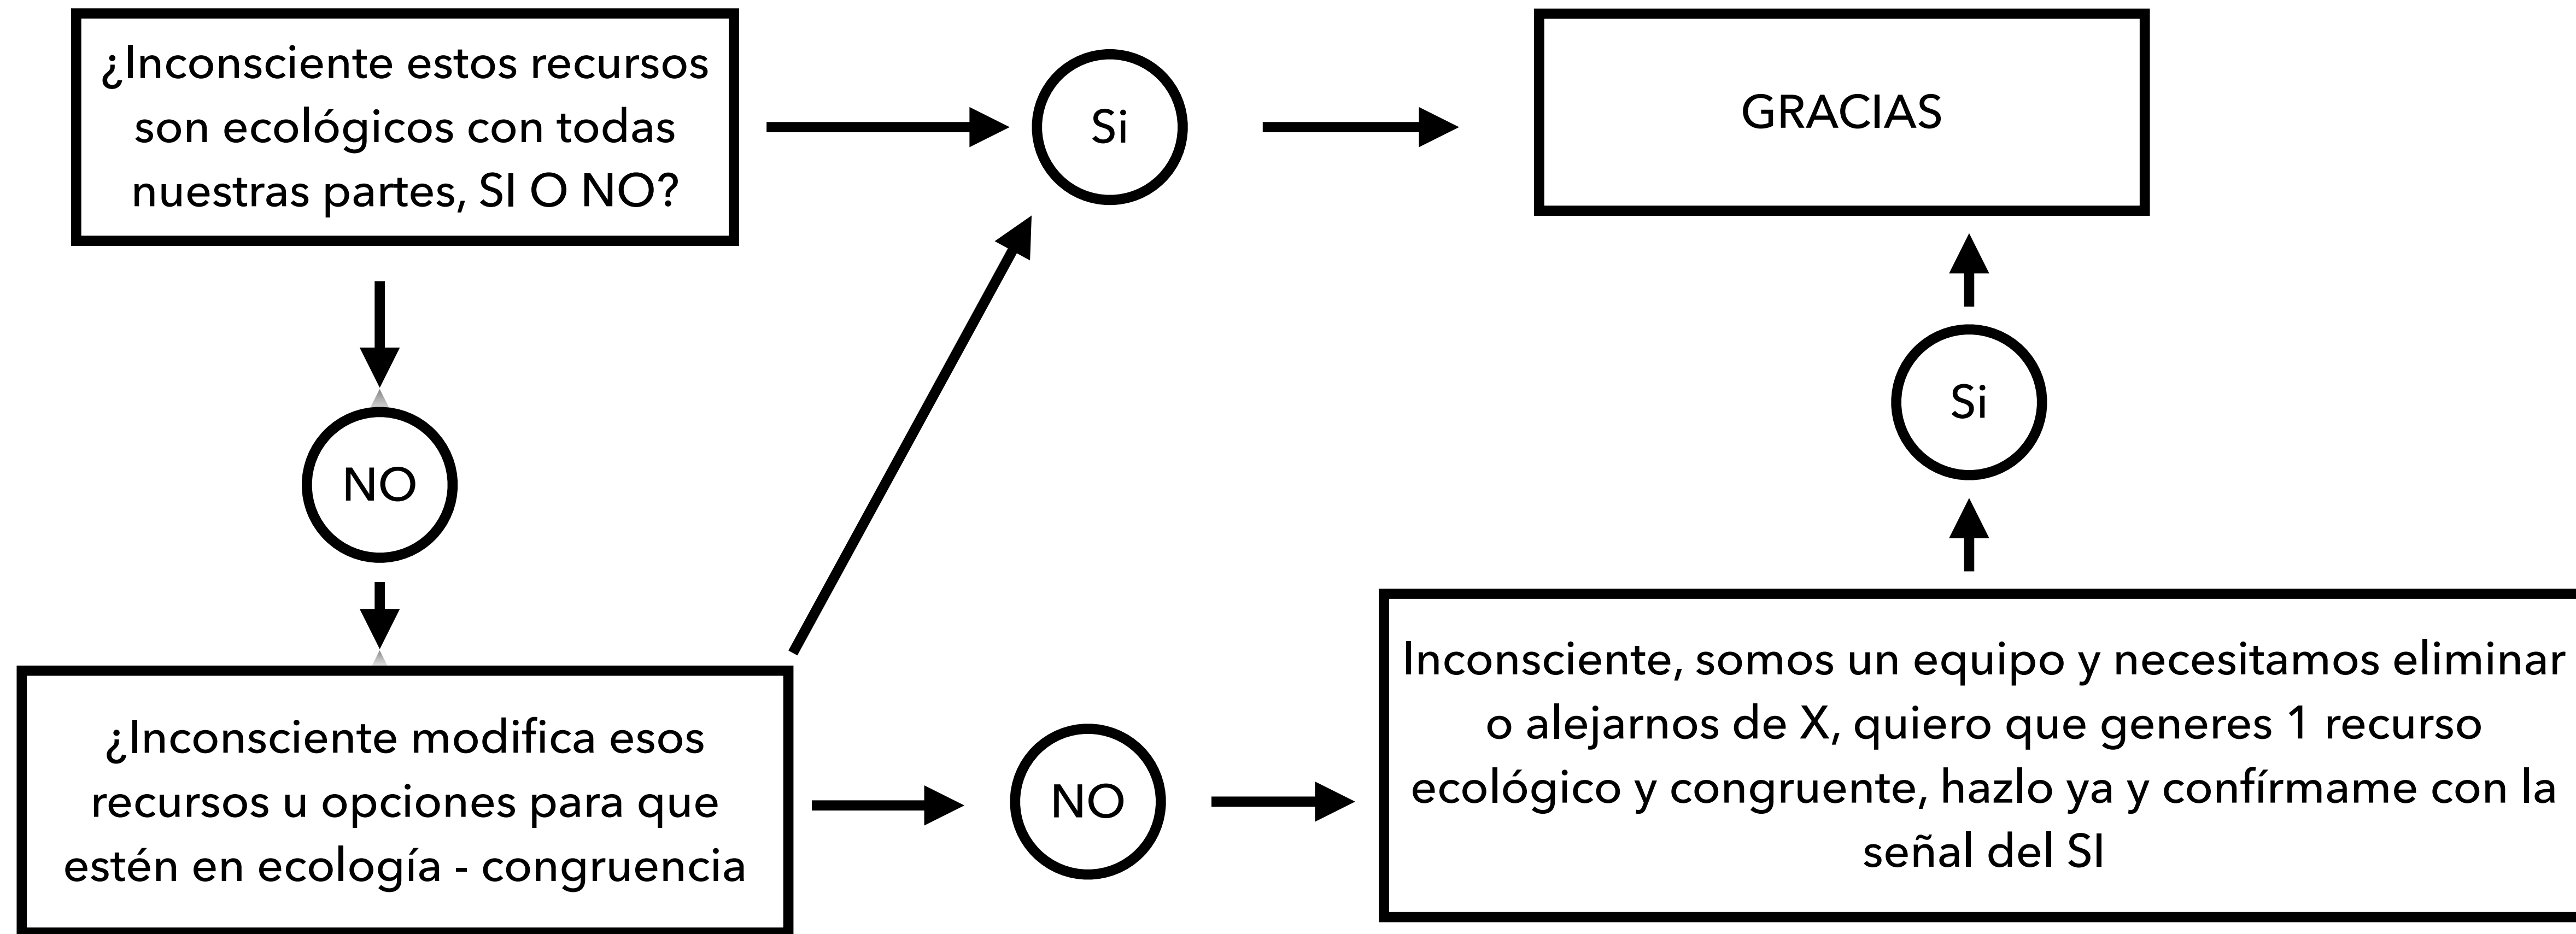 ¿Inconsciente estos recursos
son ecológicos con todas
nuestras partes, SI O NO?
Si
GRACIAS
NO
Si
¿Inconsciente modifica esos
recursos u opciones para que
estén en ecología - congruencia
NO
Inconsciente, somos un equipo y necesitamos eliminar
o alejarnos de X, quiero que generes 1 recurso
ecológico y congruente, hazlo ya y confírmame con la
señal del SI